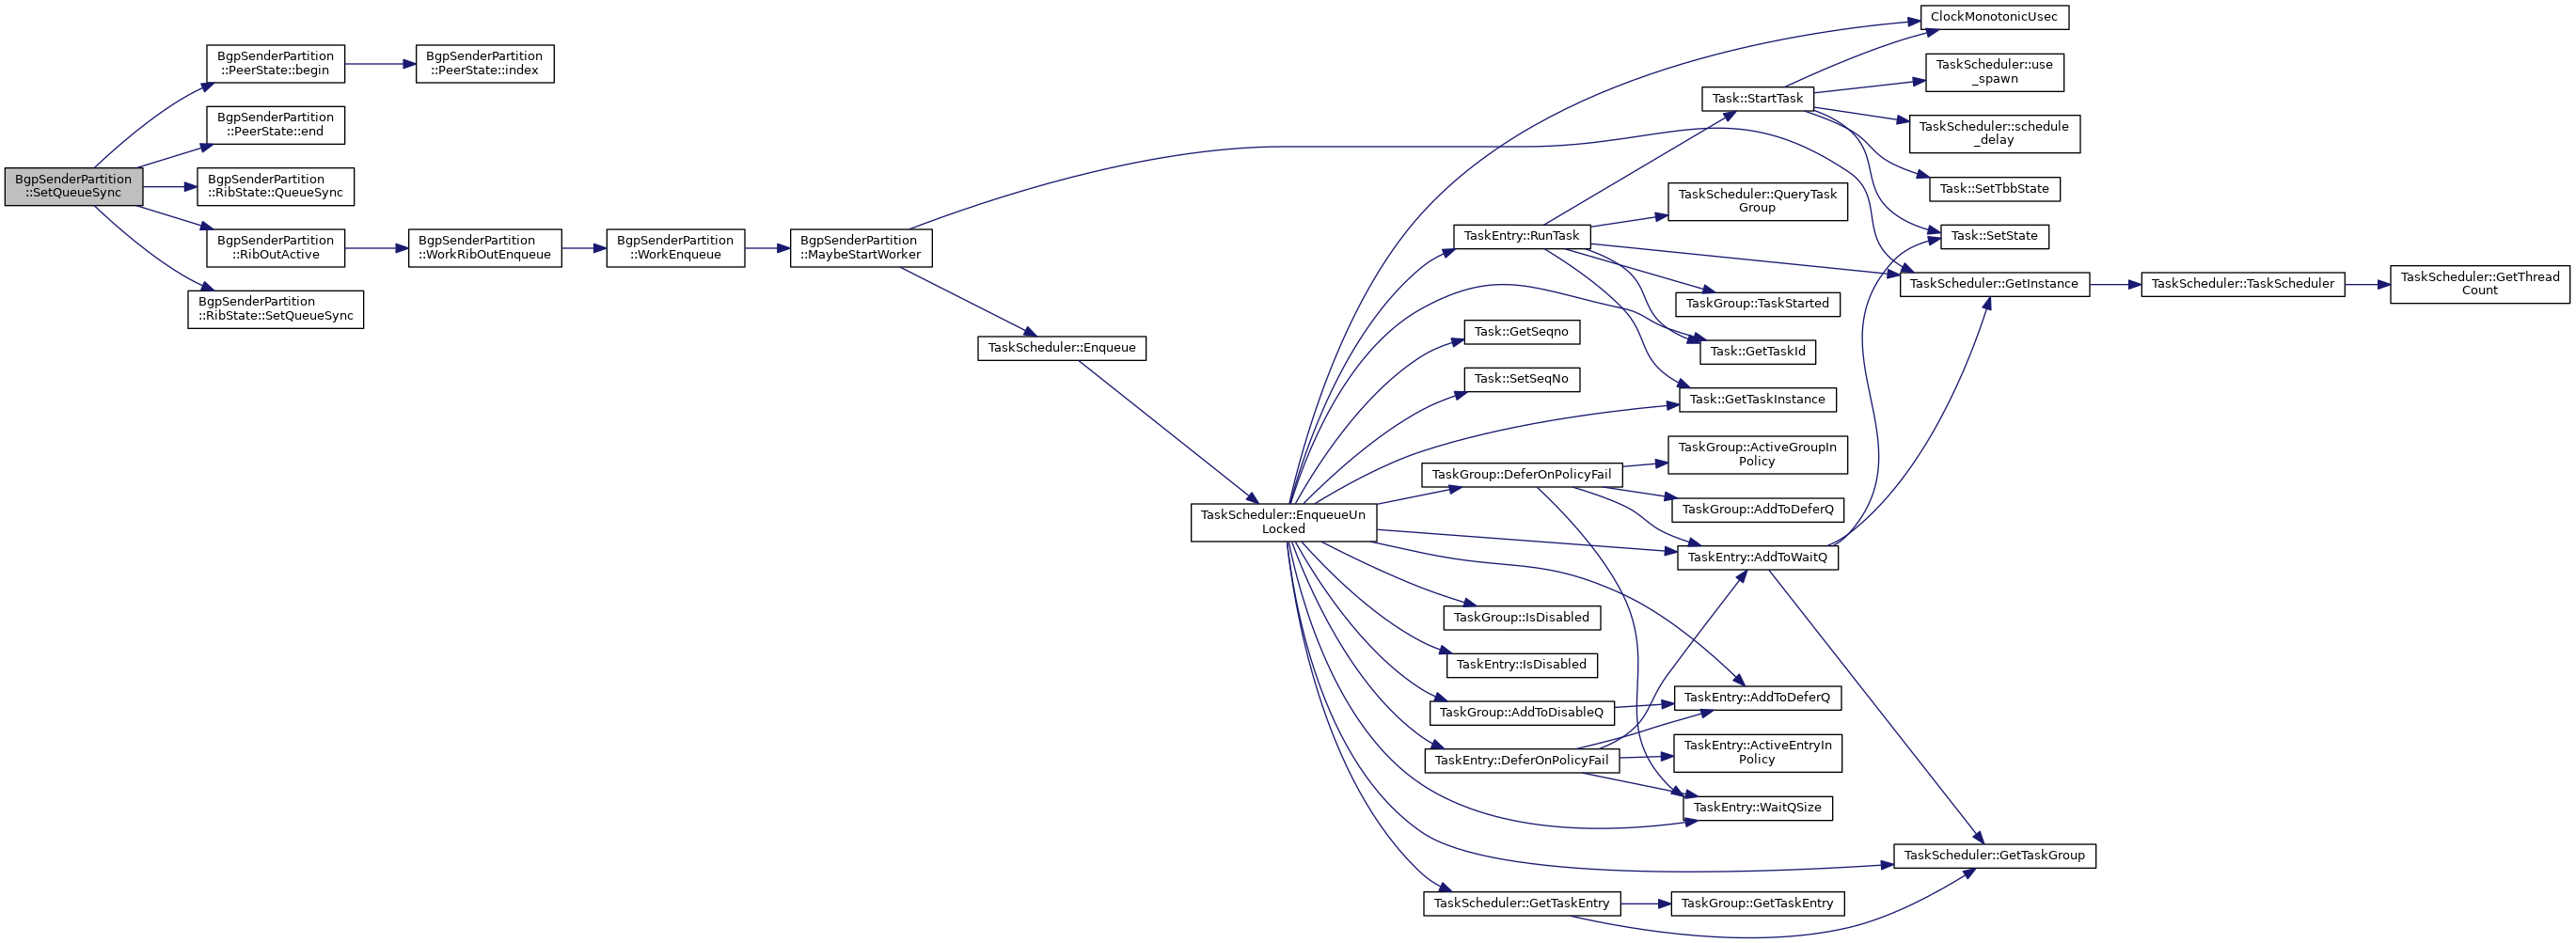 BgpSenderPartition
::SetQueueSync
BgpSenderPartition
::PeerState::begin
BgpSenderPartition
::PeerState::index
BgpSenderPartition
::PeerState::end
BgpSenderPartition
::RibState::QueueSync
BgpSenderPartition
::RibOutActive
BgpSenderPartition
::WorkRibOutEnqueue
BgpSenderPartition
::WorkEnqueue
BgpSenderPartition
::MaybeStartWorker
BgpSenderPartition
::RibState::SetQueueSync
TaskScheduler::Enqueue
TaskScheduler::EnqueueUn
Locked
TaskEntry::RunTask
Task::GetSeqno
Task::SetSeqNo
TaskGroup::DeferOnPolicyFail
TaskGroup::IsDisabled
TaskEntry::IsDisabled
TaskGroup::AddToDisableQ
TaskEntry::DeferOnPolicyFail
TaskScheduler::GetTaskEntry
Task::StartTask
TaskScheduler::QueryTask
Group
TaskGroup::TaskStarted
Task::GetTaskId
Task::GetTaskInstance
TaskGroup::ActiveGroupIn
Policy
TaskGroup::AddToDeferQ
TaskEntry::AddToWaitQ
TaskEntry::AddToDeferQ
TaskEntry::ActiveEntryIn
Policy
TaskEntry::WaitQSize
TaskGroup::GetTaskEntry
ClockMonotonicUsec
TaskScheduler::use
_spawn
TaskScheduler::schedule
_delay
Task::SetTbbState
Task::SetState
TaskScheduler::GetInstance
TaskScheduler::GetTaskGroup
TaskScheduler::TaskScheduler
TaskScheduler::GetThread
Count